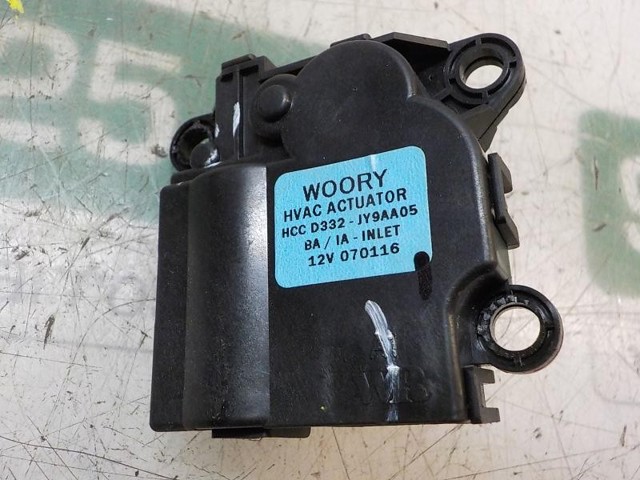 WOORY
HVAC ACTUATOR
HCC D332 - JY9AA05
BA / IA - INLET
12V 070116